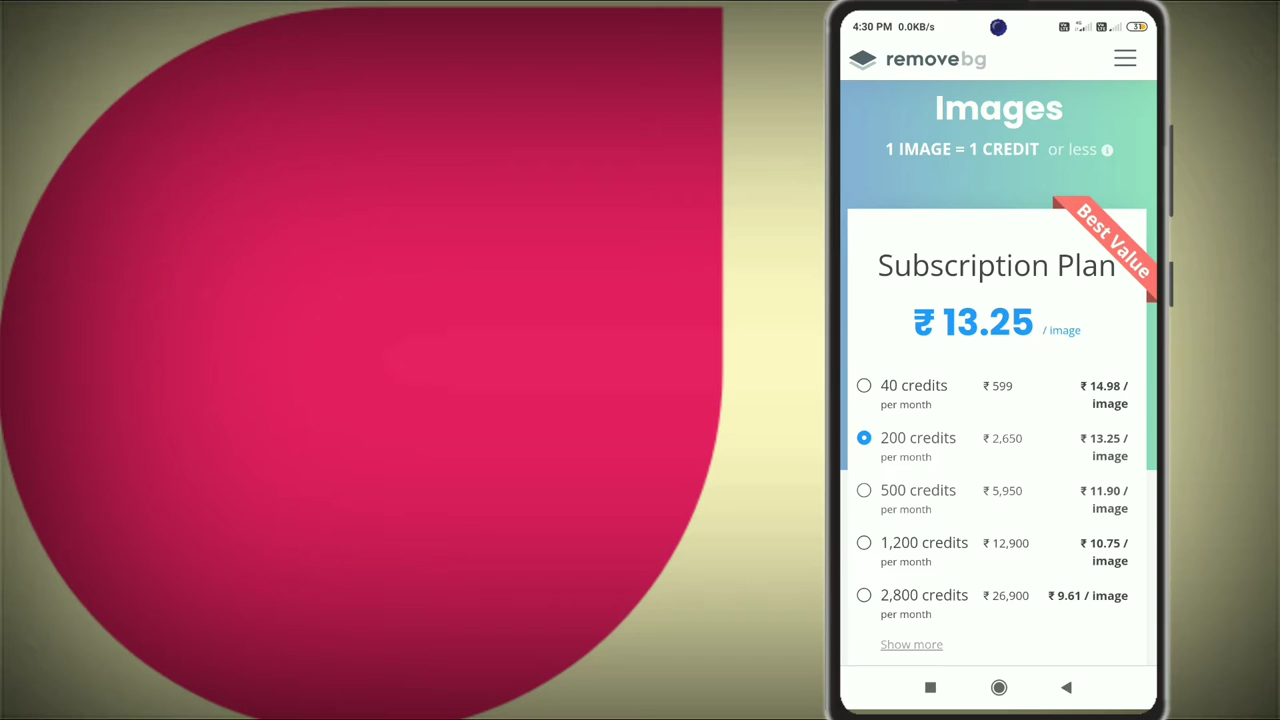 4:30 PM 0.0KB/s 4G 31
removebg
Images
1 IMAGE = 1 CREDIT or less
Best Value
Subscription Plan
₹ 13.25 / image
40 credits ₹ 599 ₹ 14.98 /
per month image
200 credits ₹ 2,650 ₹ 13.25 /
per month image
500 credits ₹ 5,950 ₹ 11.90 /
per month image
1,200 credits ₹ 12,900 ₹ 10.75 /
per month image
2,800 credits ₹ 26,900 ₹ 9.61 / image
per month
Show more